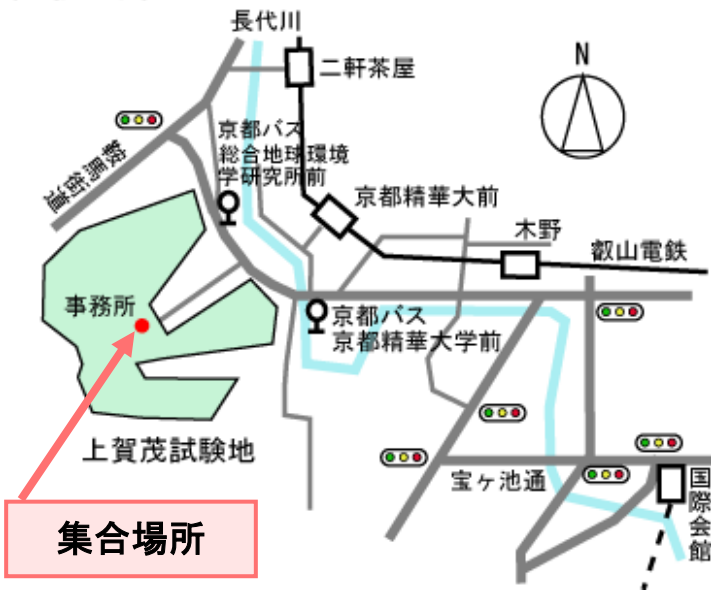 長代川
二軒茶屋
N
京都バス
総合地球環境
学研究所前
鞍馬街道
京都精華大前
木野
叡山電鉄
事務所
京都バス
京都精華大学前
上賀茂試験地
宝ヶ池通
国際会館
集合場所